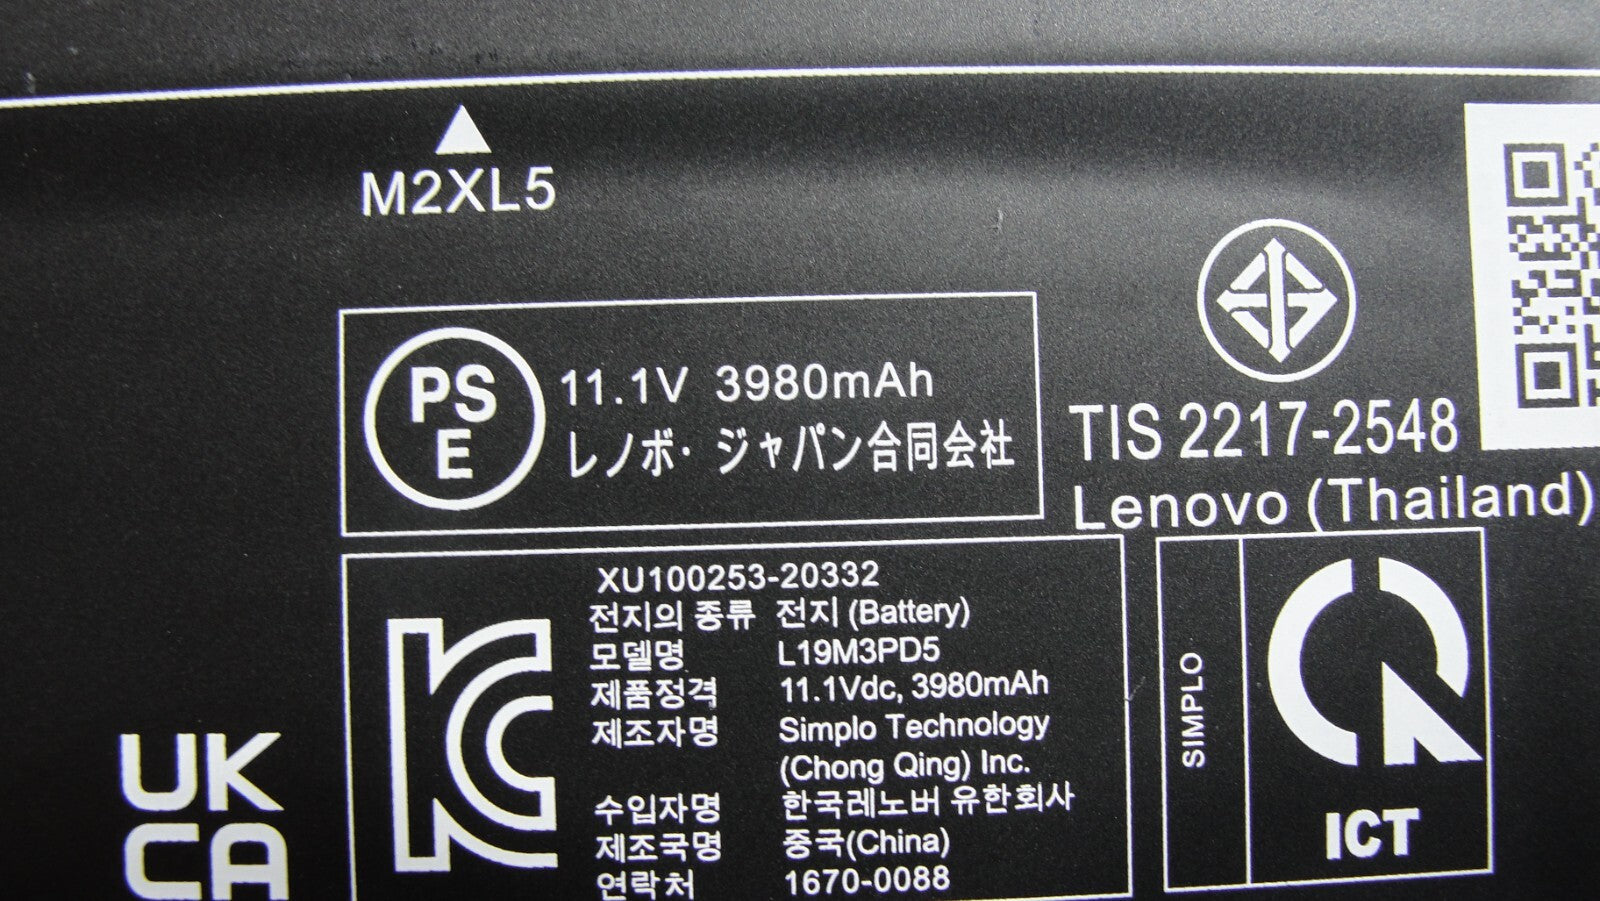 M2XL5
PS
E
11.1V 3980mAh
レノボ・ジャパン合同会社
TIS 2217-2548
Lenovo (Thailand)
XU100253-20332
전지의 종류 전지 (Battery)
모델명 L19M3PD5
제품정격 11.1Vdc, 3980mAh
제조자명 Simplo Technology
(Chong Qing) Inc.
수입자명 한국레노버 유한회사
제조국명 중국(China)
연락처 1670-0088
SIMPLO
ICT
UK
CA